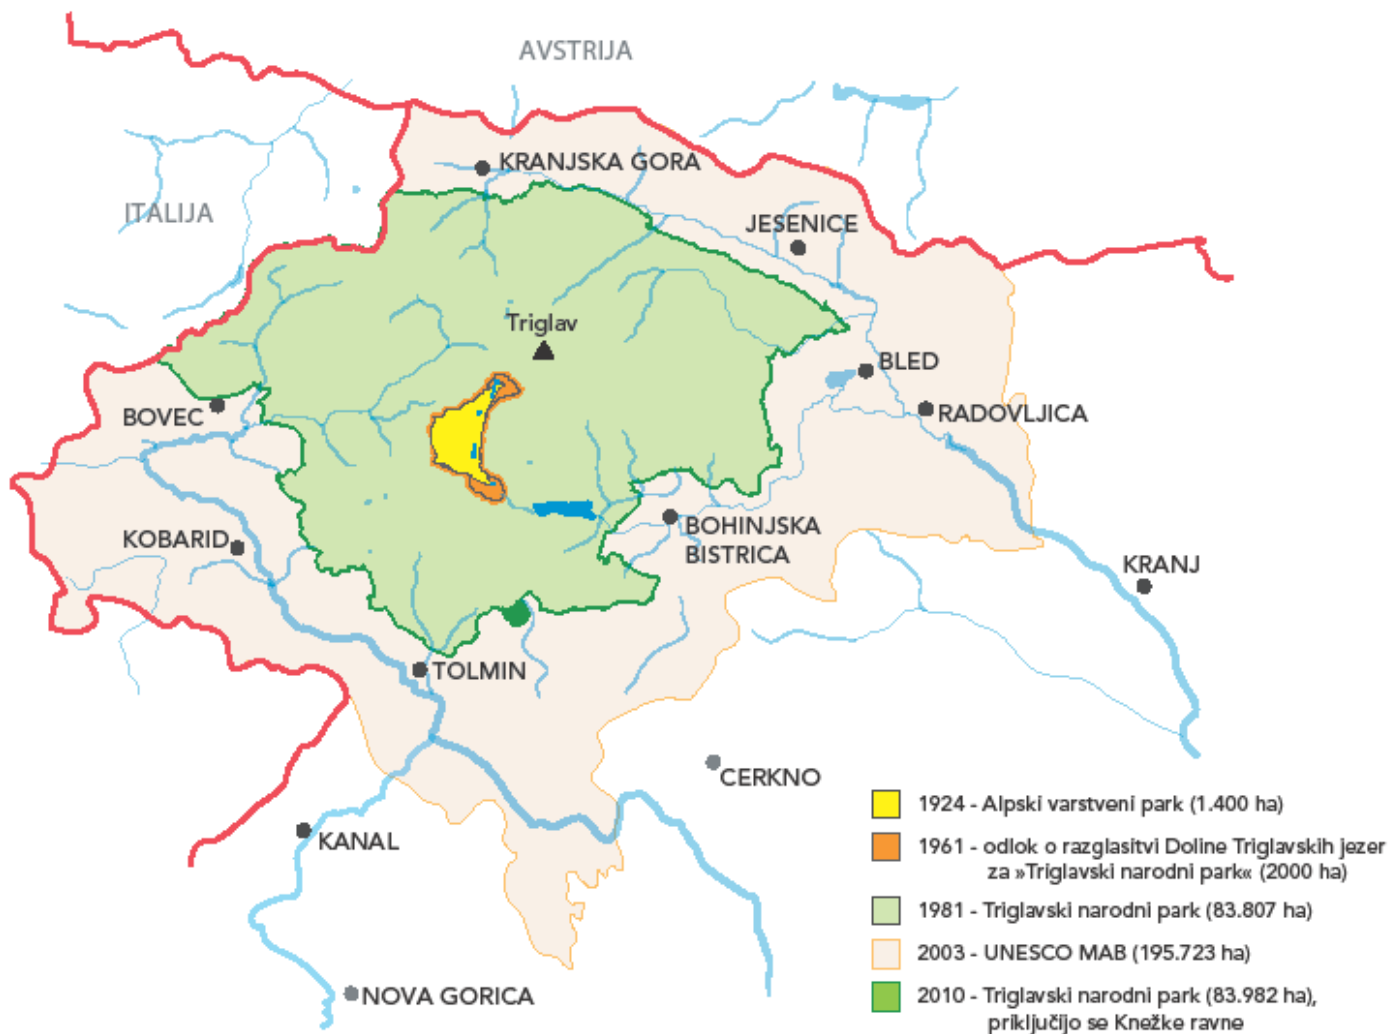 AVSTRIJA
KRANJSKA GORA
ITALIJA
JESENICE
Triglav
BLED
BOVEC
RADOVLJICA
KOBARID
BOHINJSKA
BISTRICA
KRANJ
TOLMIN
CERKNO
KANAL
NOVA GORICA
1924 - Alpski varstveni park (1.400 ha)
1961 - odlok o razglasitvi Doline Triglavskih jezer
za »Triglavski narodni park« (2000 ha)
1981 - Triglavski narodni park (83.807 ha)
2003 - UNESCO MAB (195.723 ha)
2010 - Triglavski narodni park (83.982 ha),
priključijo se Knežke ravne